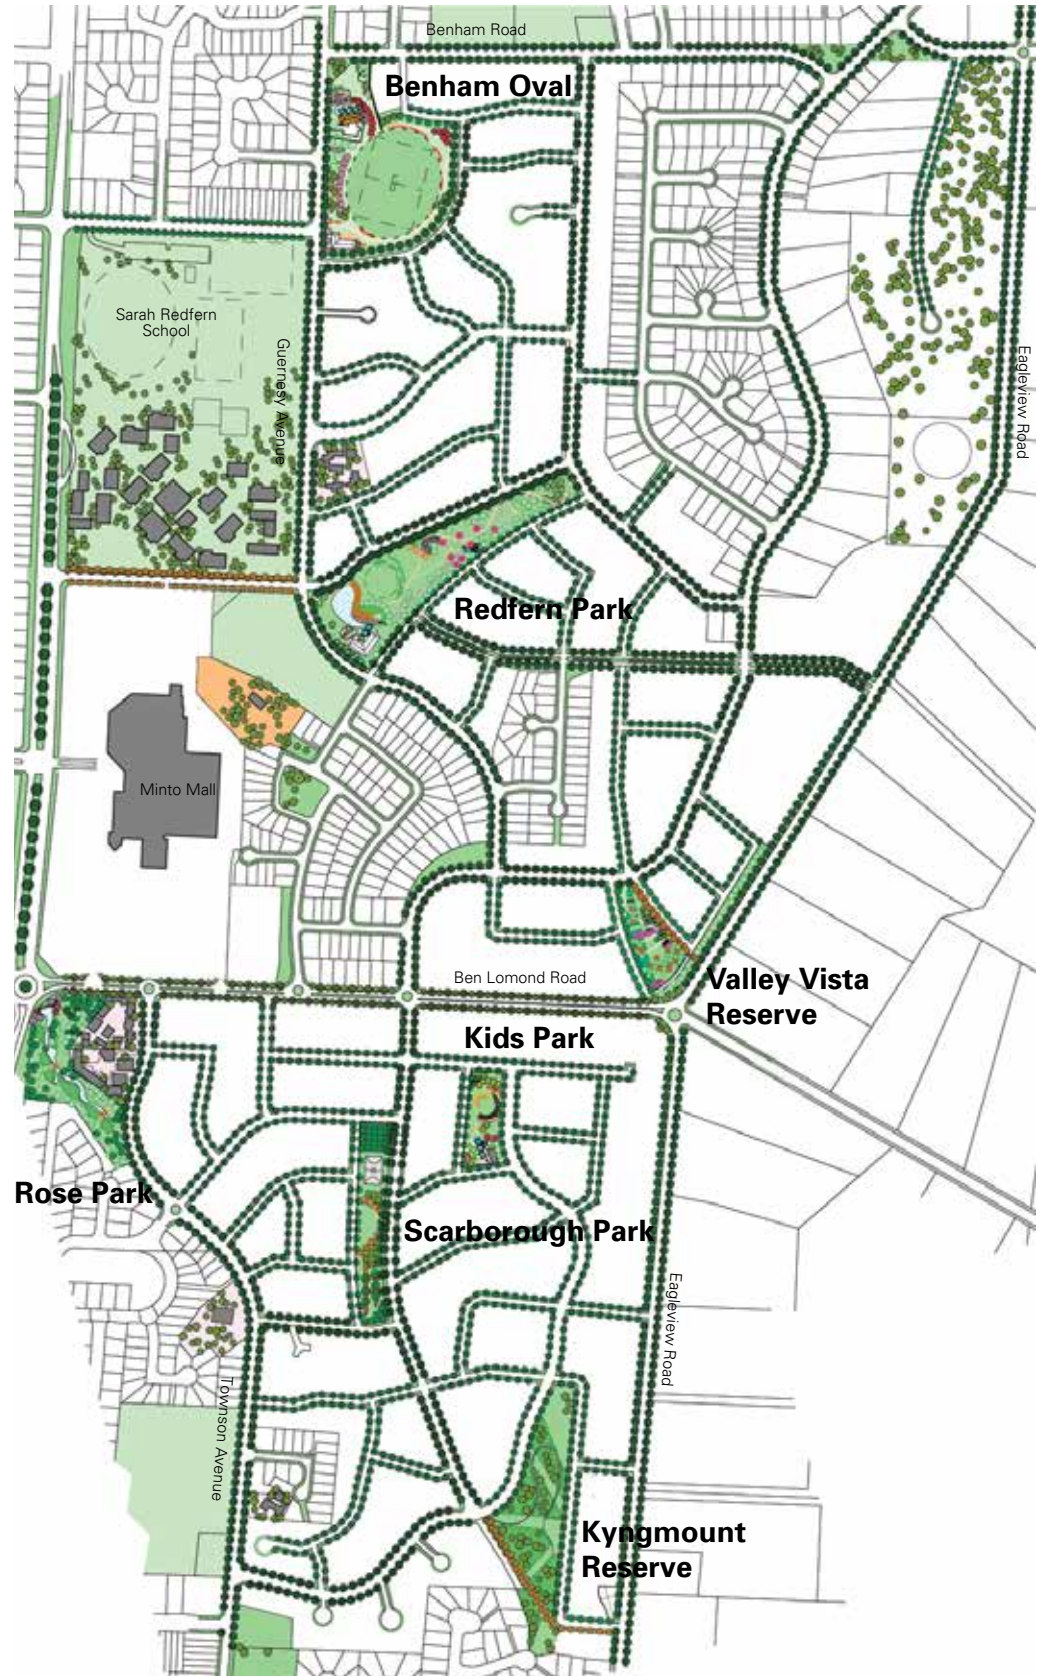 Benham Road
Benham Oval
Sarah Redfern
School
Guernesy Avenue
Eagleview Road
Redfern Park
Minto Mall
Ben Lomond Road
Valley Vista
Reserve
Kids Park
Rose Park
Scarborough Park
Eagleview Road
Townson Avenue
Kyngmount
Reserve